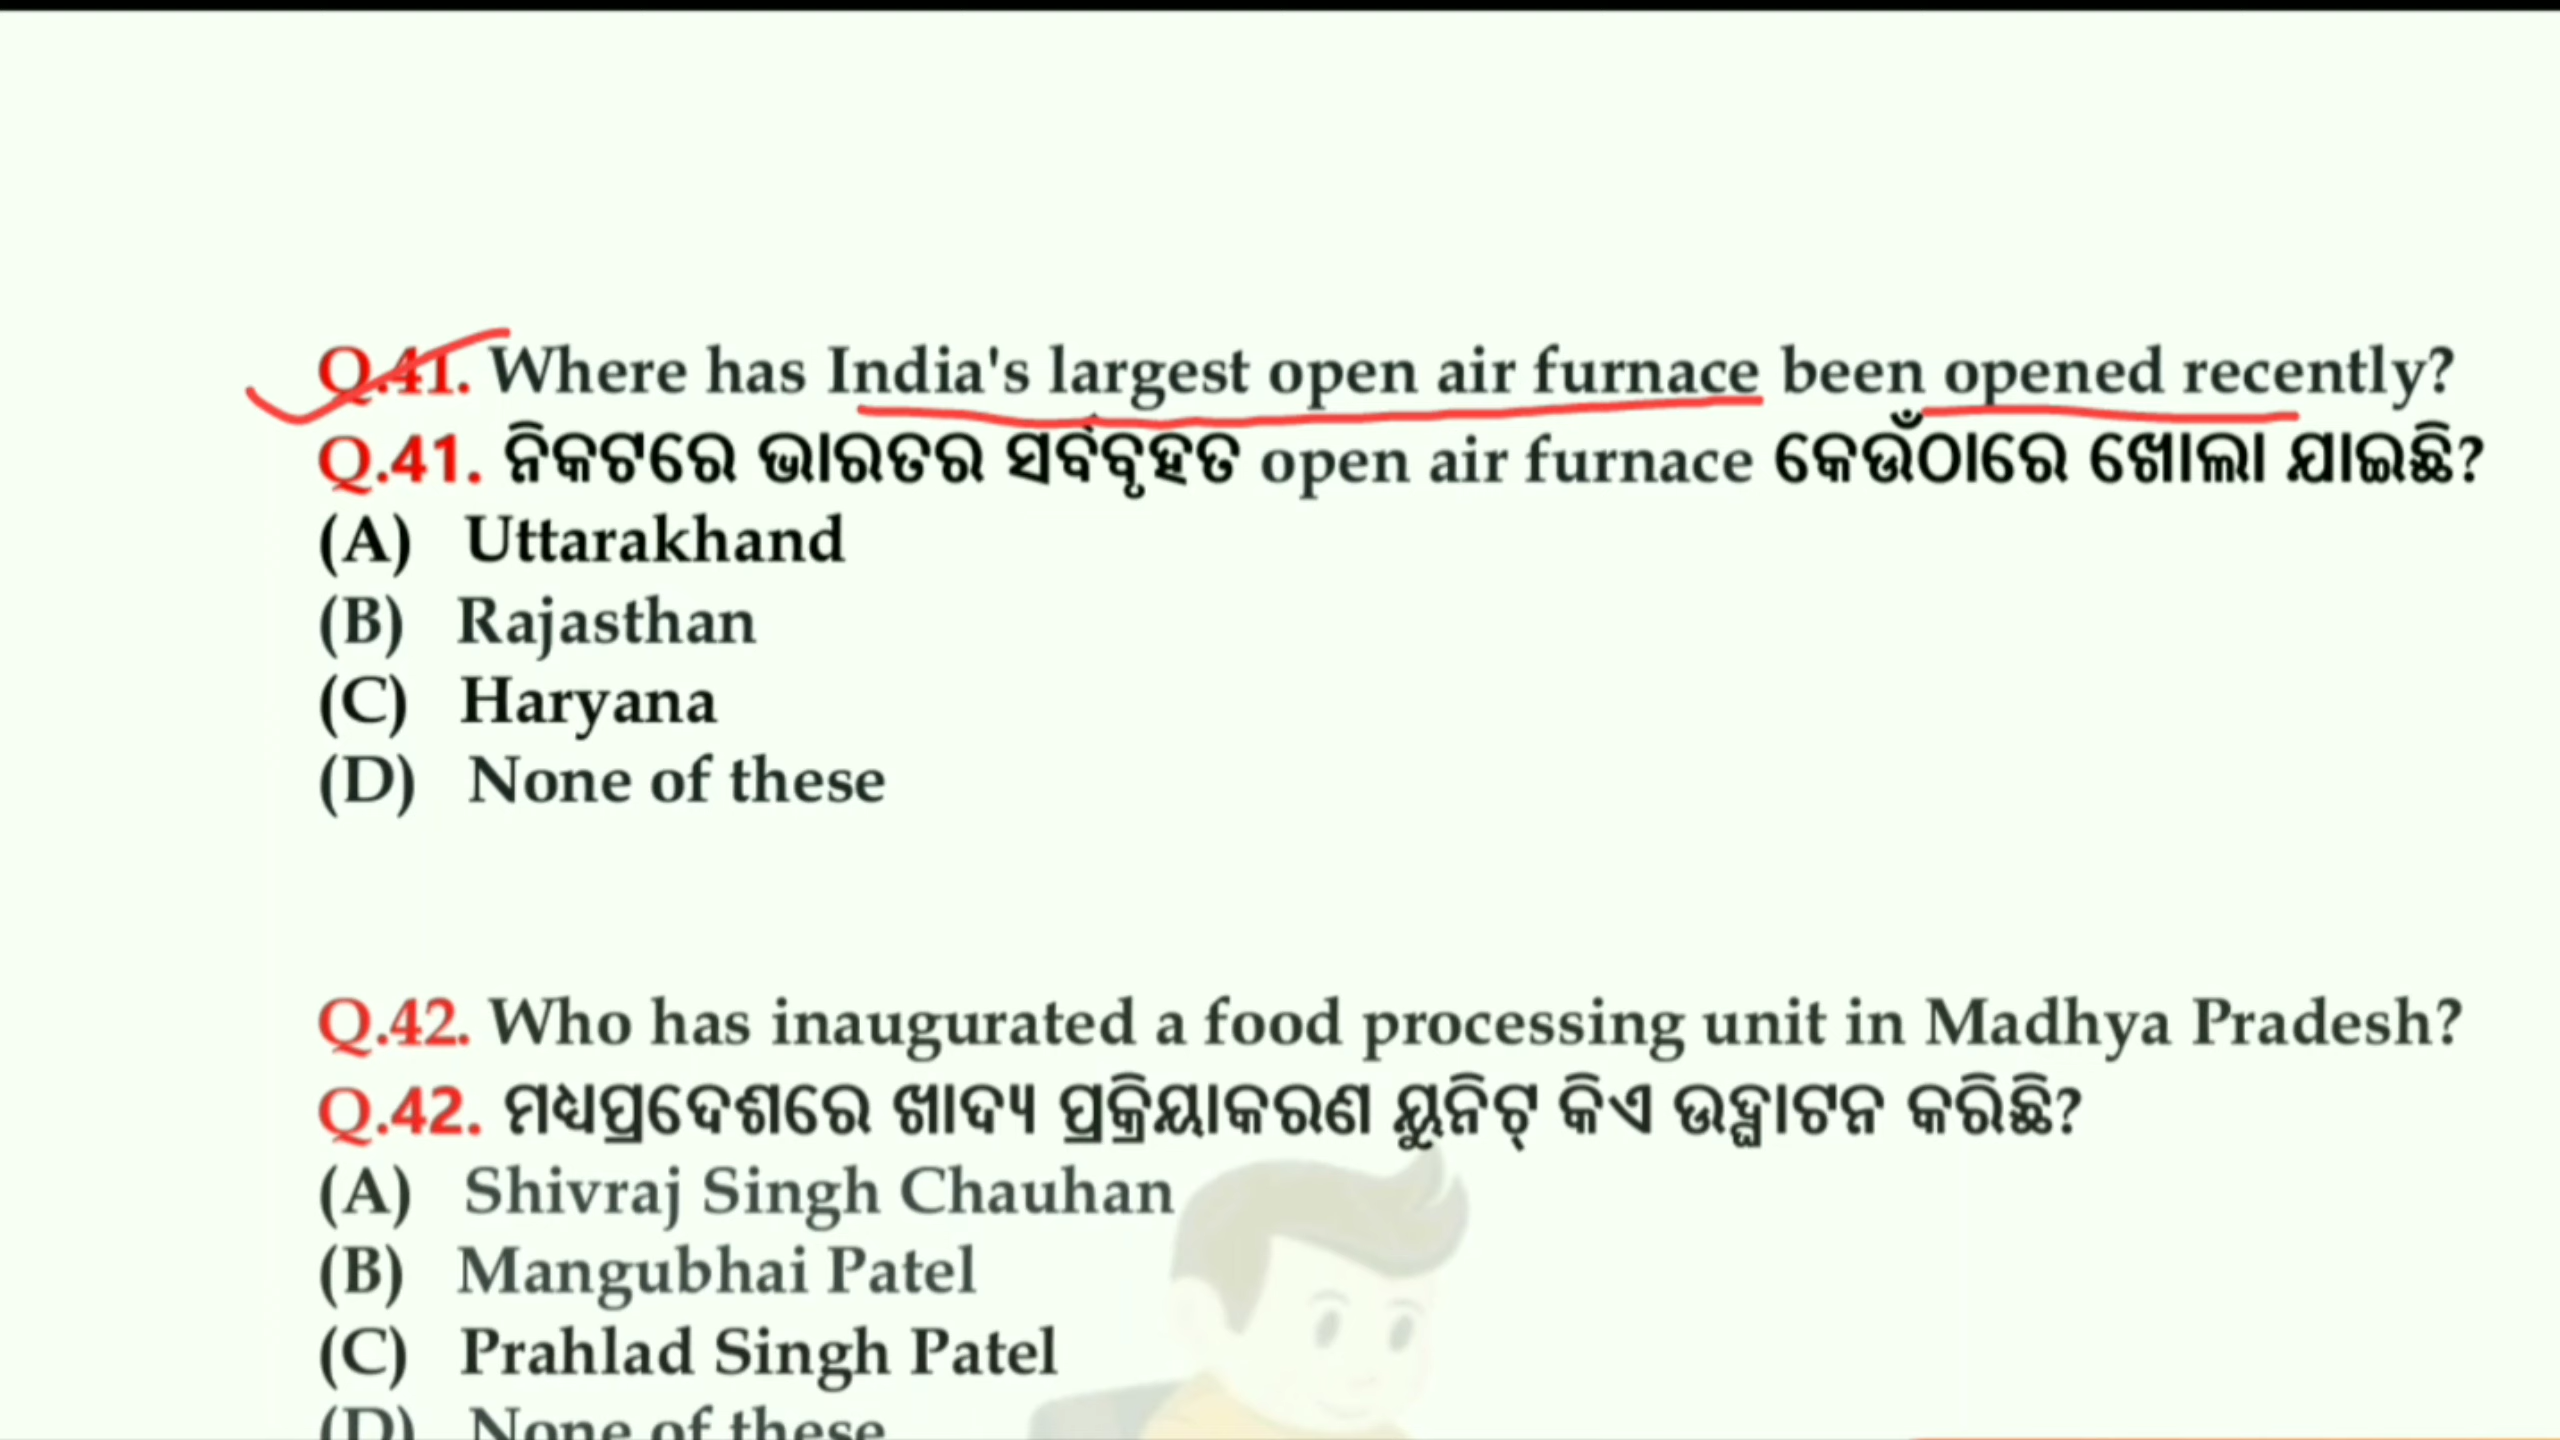 Q.41. Where has India's largest open air furnace been opened recently?
Q.41. ନିକଟରେ ଭାରତର ସର୍ବବୃହତ open air furnace କେଉଁଠାରେ ଖୋଲା ଯାଇଛି?
(A) Uttarakhand
(B) Rajasthan
(C) Haryana
(D) None of these
Q.42. Who has inaugurated a food processing unit in Madhya Pradesh?
Q.42. ମଧ୍ୟପ୍ରଦେଶରେ ଖାଦ୍ୟ ପ୍ରକ୍ରିୟାକରଣ ୟୁନିଟ୍ କିଏ ଉଦ୍ଘାଟନ କରିଛି?
(A) Shivraj Singh Chauhan
(B) Mangubhai Patel
(C) Prahlad Singh Patel
(D) None of these